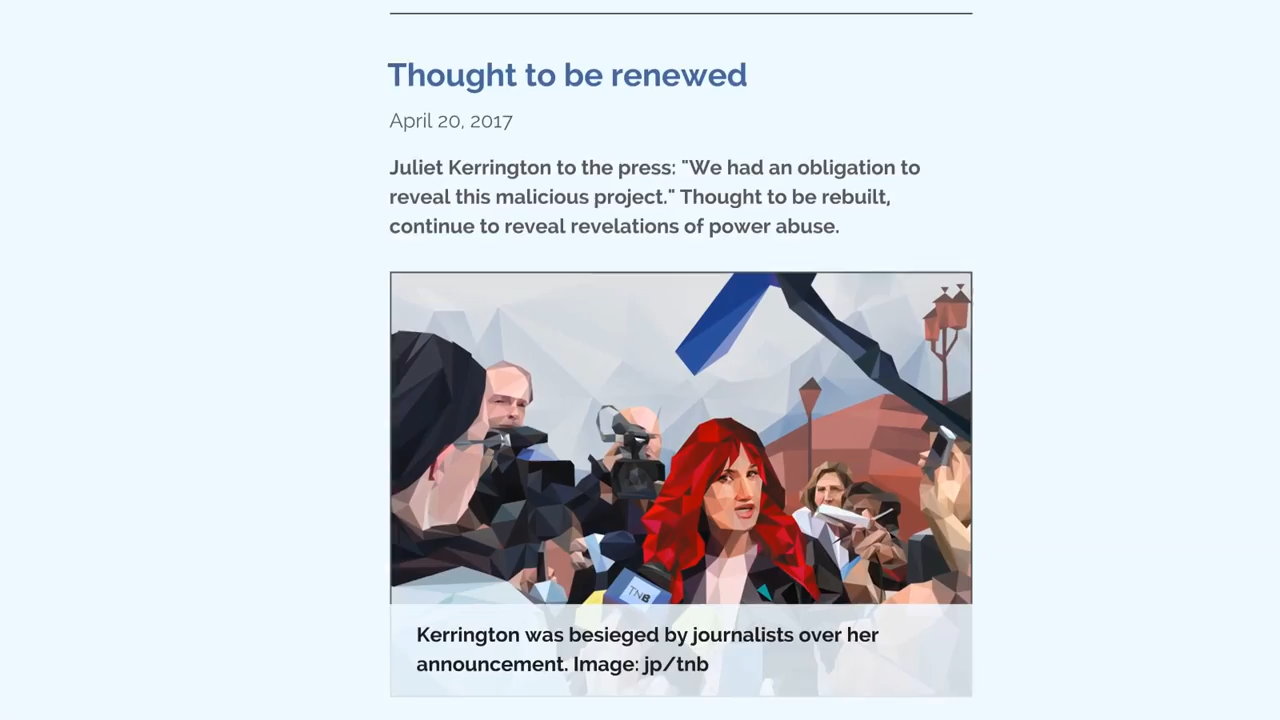 Thought to be renewed
April 20, 2017
Juliet Kerrington to the press: "We had an obligation to
reveal this malicious project." Thought to be rebuilt,
continue to reveal revelations of power abuse.
TNB
Kerrington was besieged by journalists over her
announcement. Image: jp/tnb